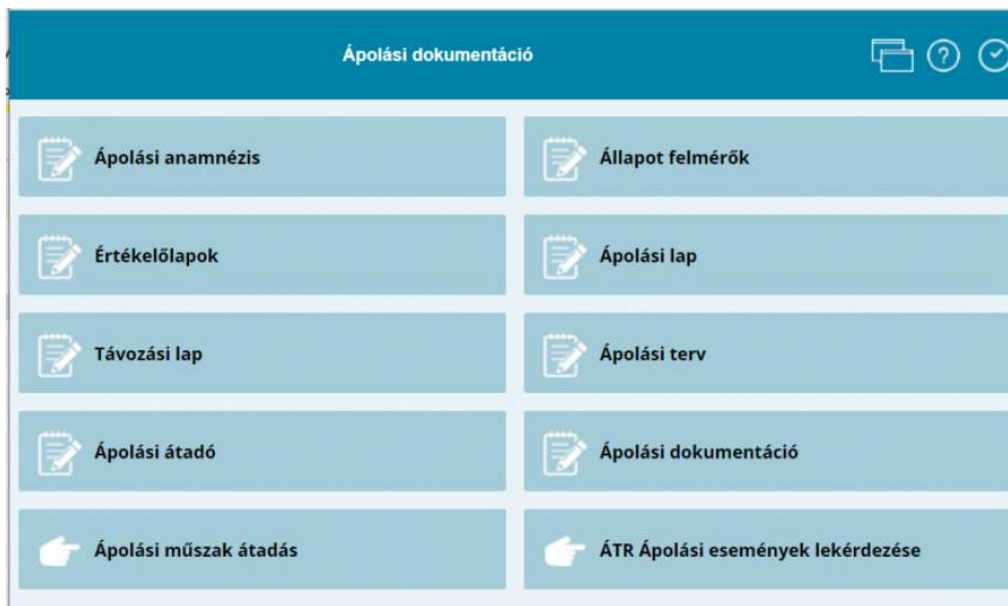 Ápolási dokumentáció
Ápolási anamnézis
Állapot felmérők
Értékelőlapok
Ápolási lap
Távozási lap
Ápolási terv
Ápolási átadó
Ápolási dokumentáció
Ápolási műszak átadás
ÁTR Ápolási események lekérdezése